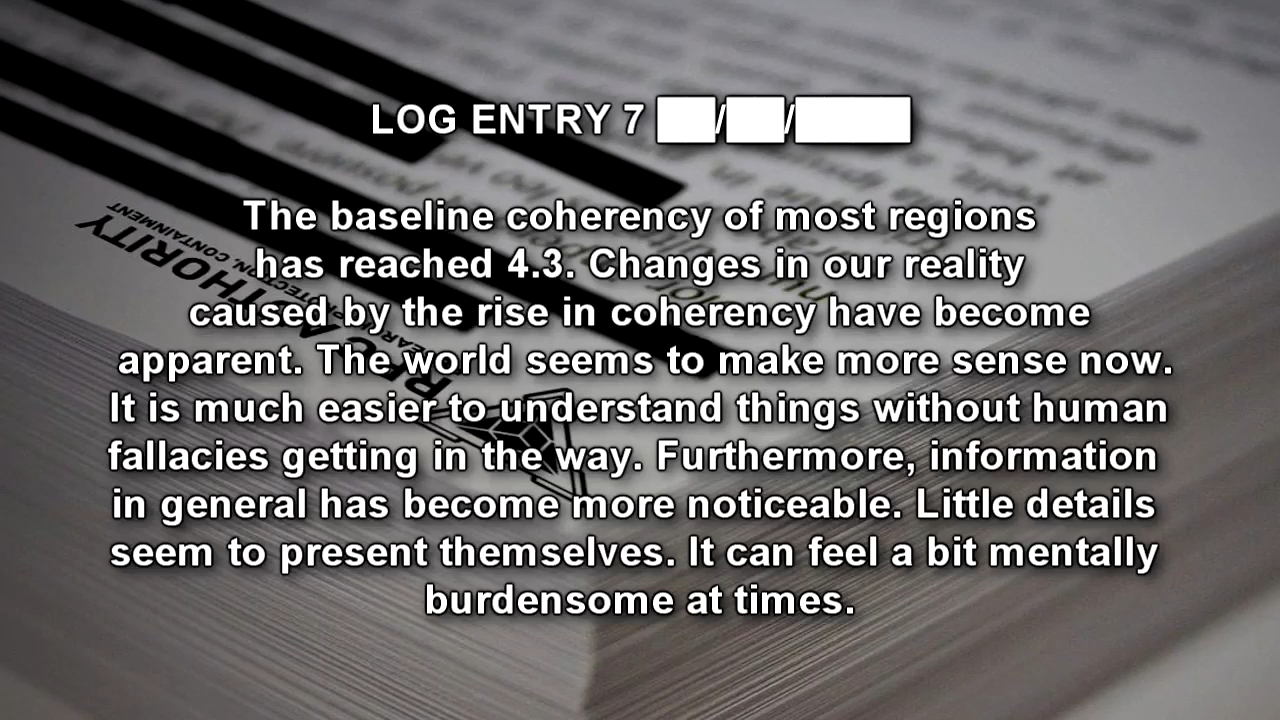 LOG ENTRY 7 ██/██/████
The baseline coherency of most regions
has reached 4.3. Changes in our reality
caused by the rise in coherency have become
apparent. The world seems to make more sense now.
It is much easier to understand things without human
fallacies getting in the way. Furthermore, information
in general has become more noticeable. Little details
seem to present themselves. It can feel a bit mentally
burdensome at times.